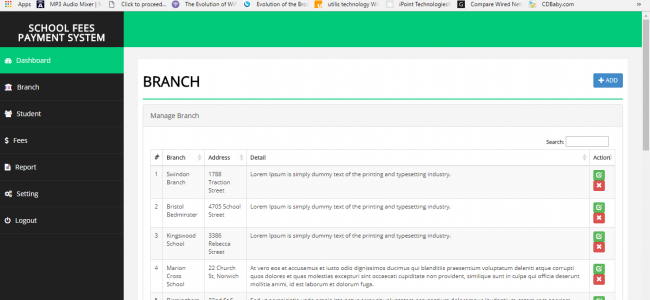 Apps MP3 Audio Mixer | Click to proceed... The Evolution of Wi Evolution of the Bro utilis technology Wi iPoint Technologies Compare Wired Net CDBaby.com
SCHOOL FEES
PAYMENT SYSTEM
Dashboard
Branch
Student
$ Fees
Report
Setting
Logout
BRANCH
+ ADD
Manage Branch
Search:
# Branch Address Detail Action
1 Swindon Branch 1788 Traction Street Lorem Ipsum is simply dummy text of the printing and typesetting industry.
2 Bristol Bedminster 4705 School Street Lorem Ipsum is simply dummy text of the printing and typesetting industry.
3 Kingswood School 3386 Rebecca Street Lorem Ipsum is simply dummy text of the printing and typesetting industry.
4 Marion Cross School 22 Church St, Norwich At vero eos et accusamus et iusto odio dignissimos ducimus qui blanditiis praesentium voluptatum deleniti atque corrupti
quos dolores et quas molestias excepturi sint occaecati cupiditate non provident, similique sunt in culpa qui officia deserunt
mollitia animi, id est laborum et dolorum fuga.